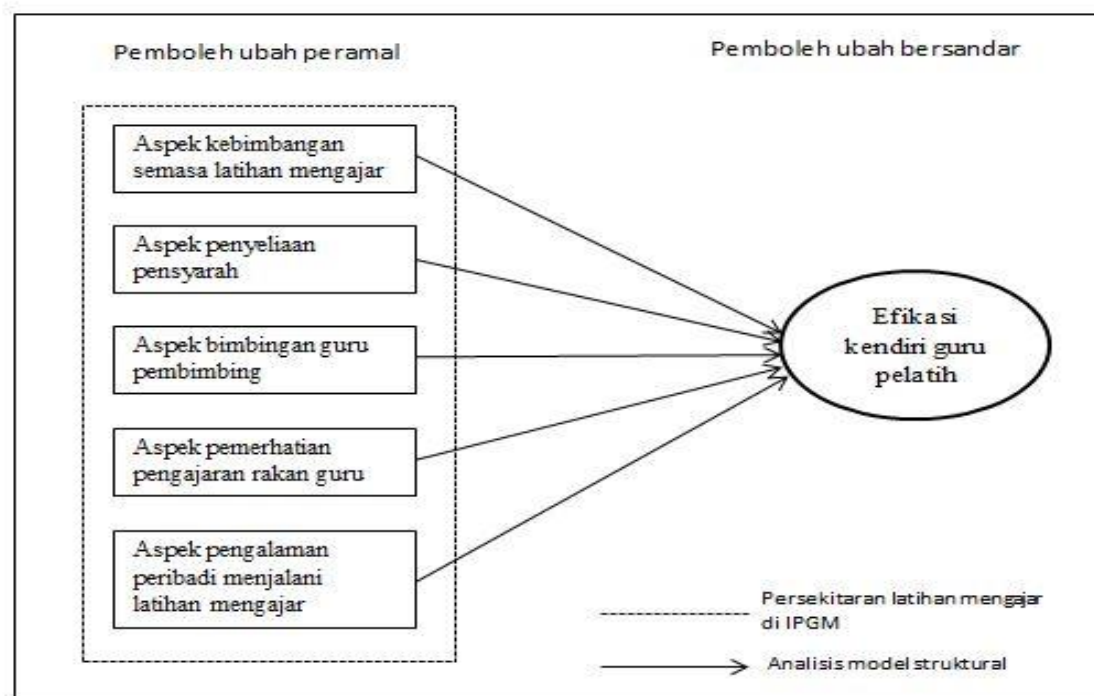 Pemboleh ubah peramal
Pemboleh ubah bersandar
Aspek kebimbangan
semasa latihan mengajar
Aspek penyeliaan
pensyarah
Aspek bimbingan guru
pembimbing
Aspek pemerhatian
pengajaran rakan guru
Aspek pengalaman
peribadi menjalani
latihan mengajar
Efikasi
kendiri guru
pelatih
Persekitaran latihan mengajar
di IPGM
Analisis model struktural